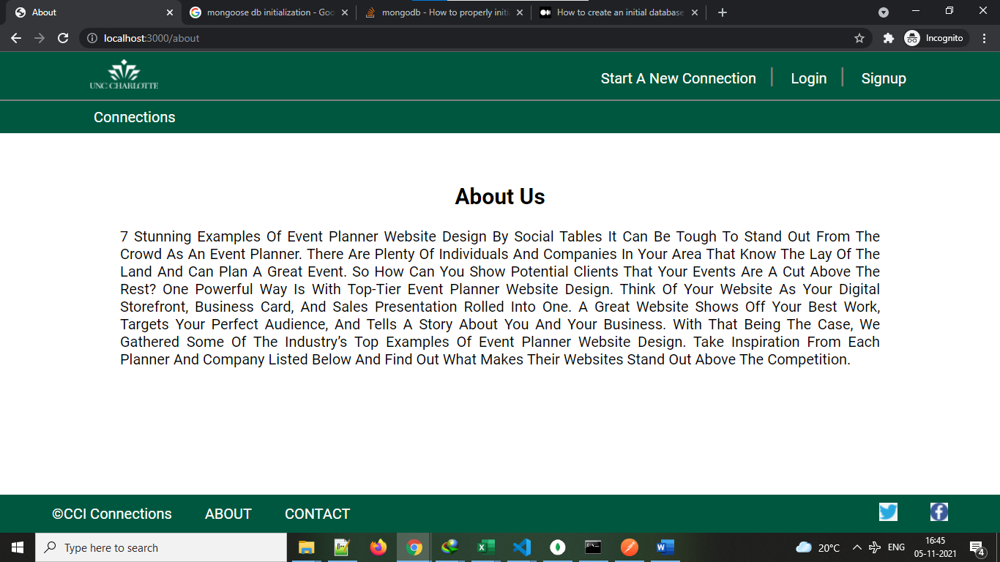 About
mongoose db initialization - Goo
mongodb - How to properly initi
How to create an initial database
localhost:3000/about
Incognito
UNC CHARLOTTE
Start A New Connection
Login
Signup
Connections
About Us
7 Stunning Examples Of Event Planner Website Design By Social Tables It Can Be Tough To Stand Out From The
Crowd As An Event Planner. There Are Plenty Of Individuals And Companies In Your Area That Know The Lay Of The
Land And Can Plan A Great Event. So How Can You Show Potential Clients That Your Events Are A Cut Above The
Rest? One Powerful Way Is With Top-Tier Event Planner Website Design. Think Of Your Website As Your Digital
Storefront, Business Card, And Sales Presentation Rolled Into One. A Great Website Shows Off Your Best Work,
Targets Your Perfect Audience, And Tells A Story About You And Your Business. With That Being The Case, We
Gathered Some Of The Industry’s Top Examples Of Event Planner Website Design. Take Inspiration From Each
Planner And Company Listed Below And Find Out What Makes Their Websites Stand Out Above The Competition.
©CCI Connections
ABOUT
CONTACT
Type here to search
20°C
ENG
16:45
05-11-2021
4